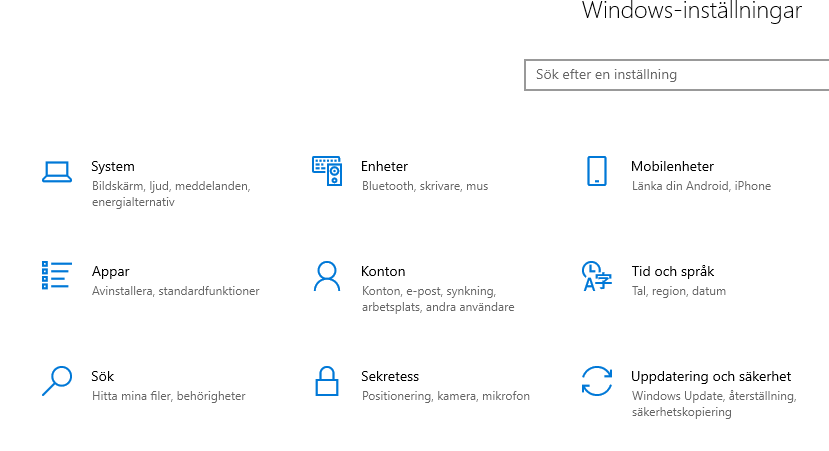 Windows-inställningar
Sök efter en inställning
System
Bildskärm, ljud, meddelanden,
energialternativ
Enheter
Bluetooth, skrivare, mus
Mobilenheter
Länka din Android, iPhone
Appar
Avinstallera, standardfunktioner
Konton
Konton, e-post, synkning,
arbetsplats, andra användare
Tid och språk
Tal, region, datum
Sök
Hitta mina filer, behörigheter
Sekretess
Positionering, kamera, mikrofon
Uppdatering och säkerhet
Windows Update, återställning,
säkerhetskopiering